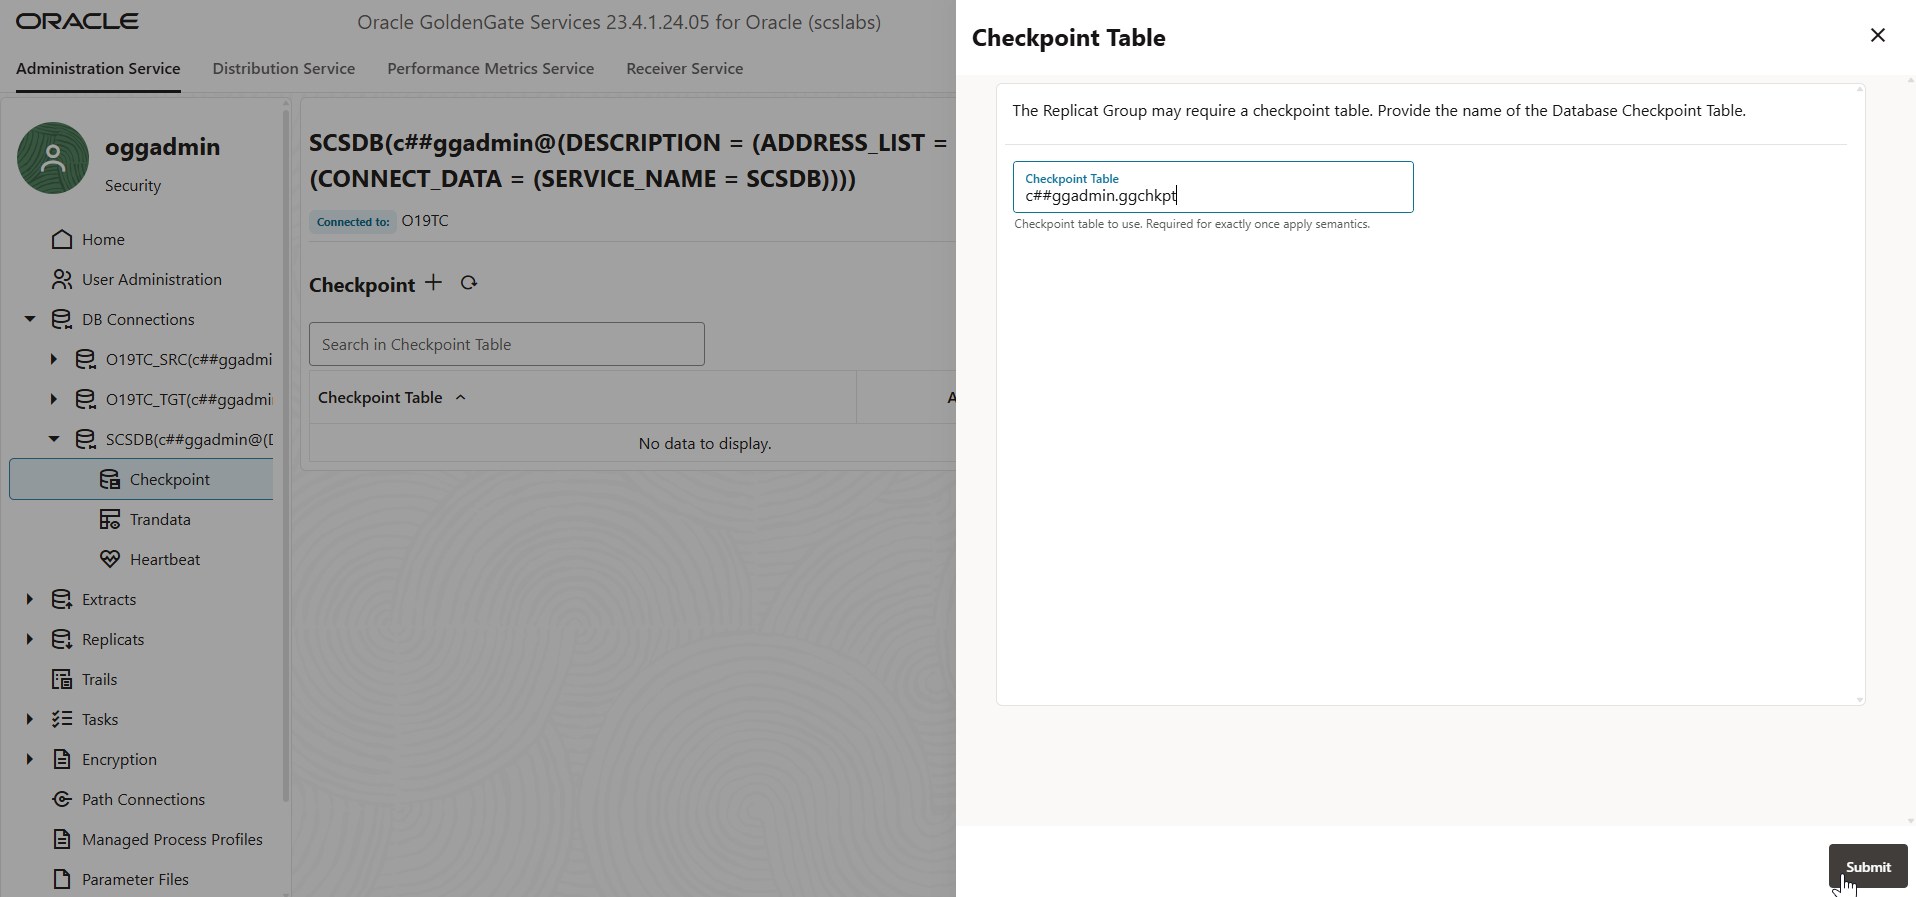 ORACLE
Oracle GoldenGate Services 23.4.1.24.05 for Oracle (scslabs)
Administration Service
Distribution Service
Performance Metrics Service
Receiver Service
oggadmin
Security
Home
User Administration
DB Connections
O19TC_SRC(c##ggadmi
O19TC_TGT(c##ggadmi
SCSDB(c##ggadmin@(D
Checkpoint
Trandata
Heartbeat
Extracts
Replicats
Trails
Tasks
Encryption
Path Connections
Managed Process Profiles
Parameter Files
SCSDB(c##ggadmin@(DESCRIPTION = (ADDRESS_LIST =
(CONNECT_DATA = (SERVICE_NAME = SCSDB))))
Connected to: O19TC
Checkpoint
Search in Checkpoint Table
Checkpoint Table
A
No data to display.
Checkpoint Table
The Replicat Group may require a checkpoint table. Provide the name of the Database Checkpoint Table.
Checkpoint Table
c##ggadmin.ggchkpt
Checkpoint table to use. Required for exactly once apply semantics.
Submit